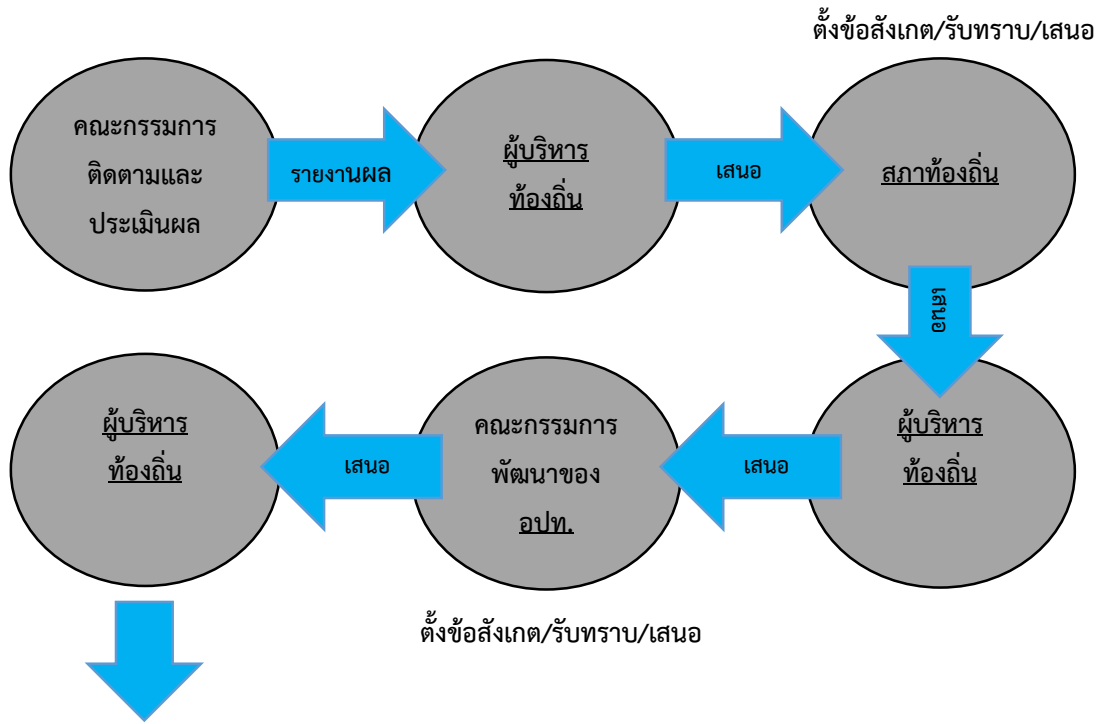 ตั้งข้อสังเกต/รับทราบ/เสนอ
คณะกรรมการ
ติดตามและ
ประเมินผล
รายงานผล
ผู้บริหาร
ท้องถิ่น
เสนอ
สภาท้องถิ่น
เสนอ
ผู้บริหาร
ท้องถิ่น
เสนอ
คณะกรรมการ
พัฒนาของ
อปท.
เสนอ
ผู้บริหาร
ท้องถิ่น
ตั้งข้อสังเกต/รับทราบ/เสนอ